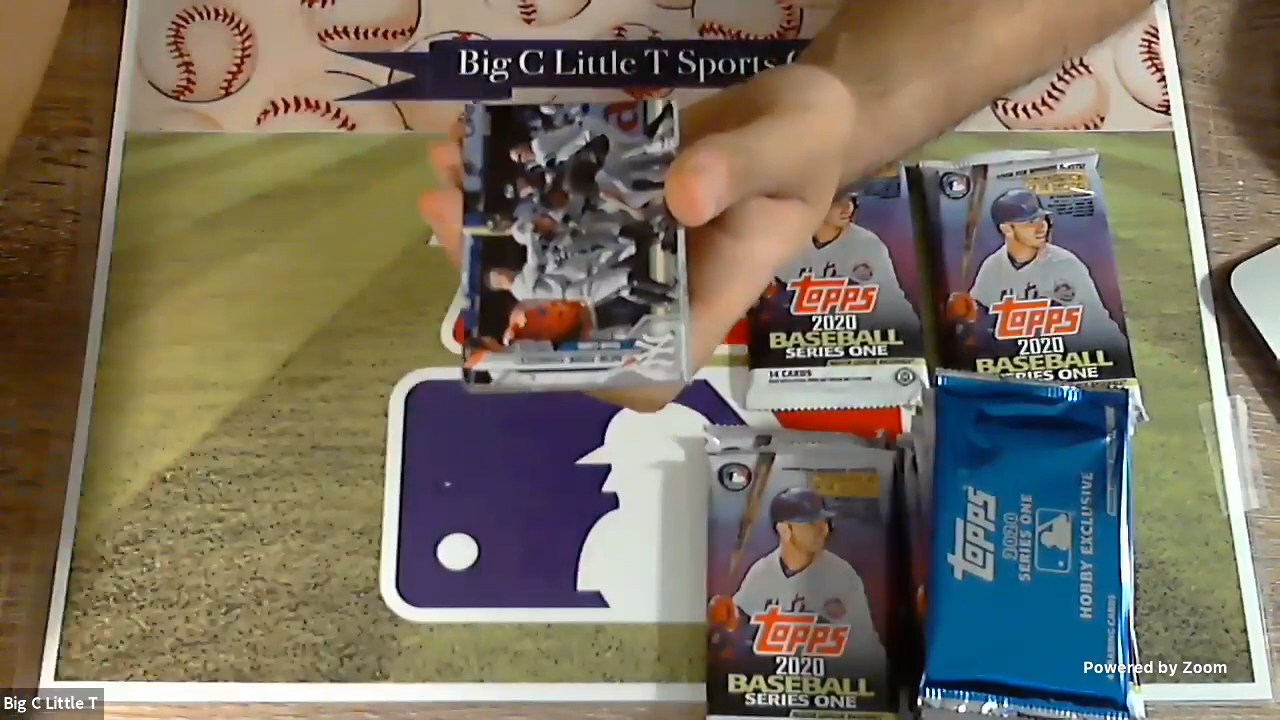 Big C Little T Sports
Topps
2020
BASEBALL
SERIES ONE
14 CARDS
Topps
2020
BASEBALL
SERIES ONE
Topps
2020
BASEBALL
SERIES ONE
Topps
2020
SERIES ONE
HOBBY EXCLUSIVE
Powered by Zoom
Big C Little T